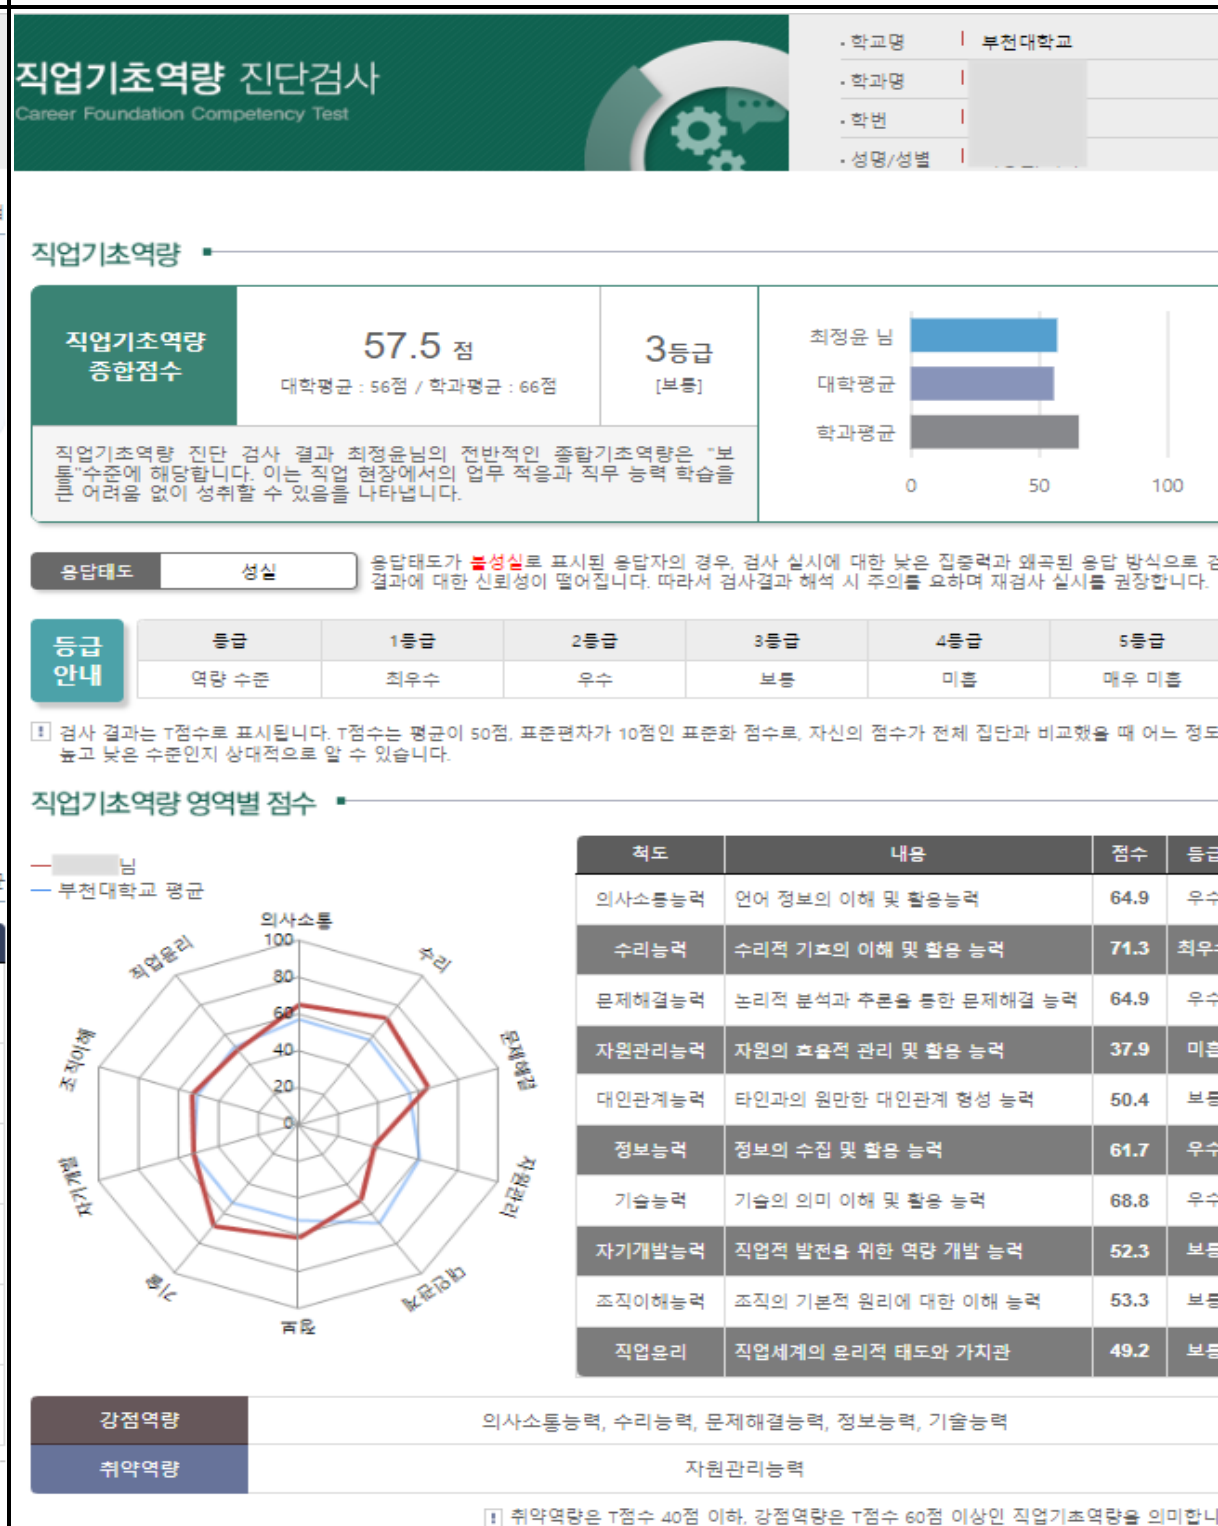 직업기초역량 진단검사
Career Foundation Competency Test
· 학교명 | 부천대학교
· 학과명 |
· 학번 |
· 성명/성별 |
직업기초역량
직업기초역량
종합점수
57.5 점
대학평균 : 56점 / 학과평균 : 66점
3등급
[보통]
최정윤 님
대학평균
학과평균
0 50 100
직업기초역량 진단 검사 결과 최정윤님의 전반적인 종합기초역량은 "보
통"수준에 해당합니다. 이는 직업 현장에서의 업무 적응과 직무 능력 학습을
큰 어려움 없이 성취할 수 있음을 나타냅니다.
응답태도 성실
응답태도가 불성실로 표시된 응답자의 경우, 검사 실시에 대한 낮은 집중력과 왜곡된 응답 방식으로
결과에 대한 신뢰성이 떨어집니다. 따라서 검사결과 해석 시 주의를 요하며 재검사 실시를 권장합니다.
등급
안내
등급 1등급 2등급 3등급 4등급 5등급
역량 수준 최우수 우수 보통 미흡 매우 미흡
! 검사 결과는 T점수로 표시됩니다. T점수는 평균이 50점, 표준편차가 10점인 표준화 점수로, 자신의 점수가 전체 집단과 비교했을 때 어느 정도
높고 낮은 수준인지 상대적으로 알 수 있습니다.
직업기초역량 영역별 점수
님
부천대학교 평균
의사소통
수리
문제해결
자원관리
대인관계
정보
기술
자기개발
조직이해
직업윤리
100
80
60
40
20
0
척도 내용 점수 등급
의사소통능력 언어 정보의 이해 및 활용능력 64.9 우수
수리능력 수리적 기호의 이해 및 활용 능력 71.3 최우수
문제해결능력 논리적 분석과 추론을 통한 문제해결 능력 64.9 우수
자원관리능력 자원의 효율적 관리 및 활용 능력 37.9 미흡
대인관계능력 타인과의 원만한 대인관계 형성 능력 50.4 보통
정보능력 정보의 수집 및 활용 능력 61.7 우수
기술능력 기술의 의미 이해 및 활용 능력 68.8 우수
자기개발능력 직업적 발전을 위한 역량 개발 능력 52.3 보통
조직이해능력 조직의 기본적 원리에 대한 이해 능력 53.3 보통
직업윤리 직업세계의 윤리적 태도와 가치관 49.2 보통
강점역량 의사소통능력, 수리능력, 문제해결능력, 정보능력, 기술능력
취약역량 자원관리능력
! 취약역량은 T점수 40점 이하, 강점역량은 T점수 60점 이상인 직업기초역량을 의미합니